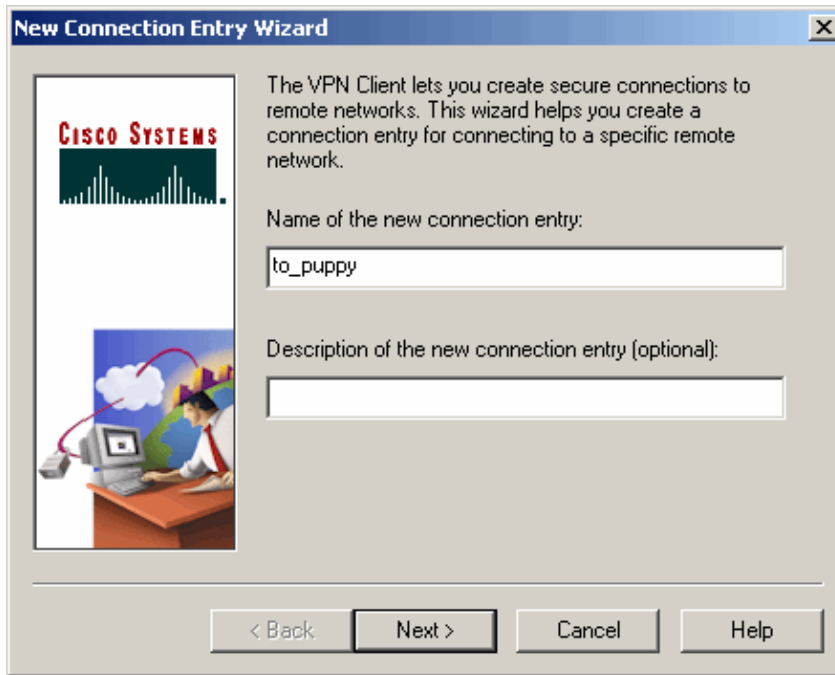 New Connection Entry Wizard
CISCO SYSTEMS
The VPN Client lets you create secure connections to
remote networks. This wizard helps you create a
connection entry for connecting to a specific remote
network.
Name of the new connection entry:
to_puppy
Description of the new connection entry (optional):
< Back
Next >
Cancel
Help